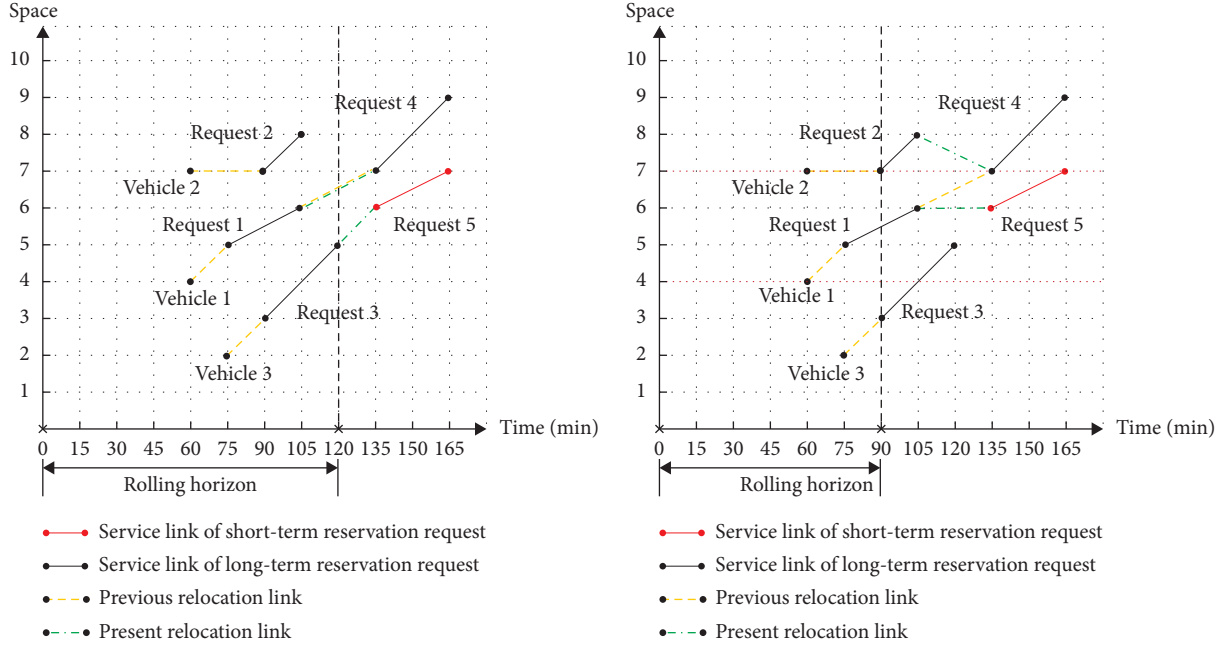 Space
10
9
8
7
6
5
4
3
2
1
Request 4
Request 2
Vehicle 2
Request 1
Request 5
Vehicle 1
Request 3
Vehicle 3
Time (min)
0 15 30 45 60 75 90 105 120 135 150 165
Rolling horizon
Service link of short-term reservation request
Service link of long-term reservation request
Previous relocation link
Present relocation link
Space
10
9
8
7
6
5
4
3
2
1
Request 4
Request 2
Vehicle 2
Request 1
Request 5
Vehicle 1
Request 3
Vehicle 3
Time (min)
0 15 30 45 60 75 90 105 120 135 150 165
Rolling horizon
Service link of short-term reservation request
Service link of long-term reservation request
Previous relocation link
Present relocation link